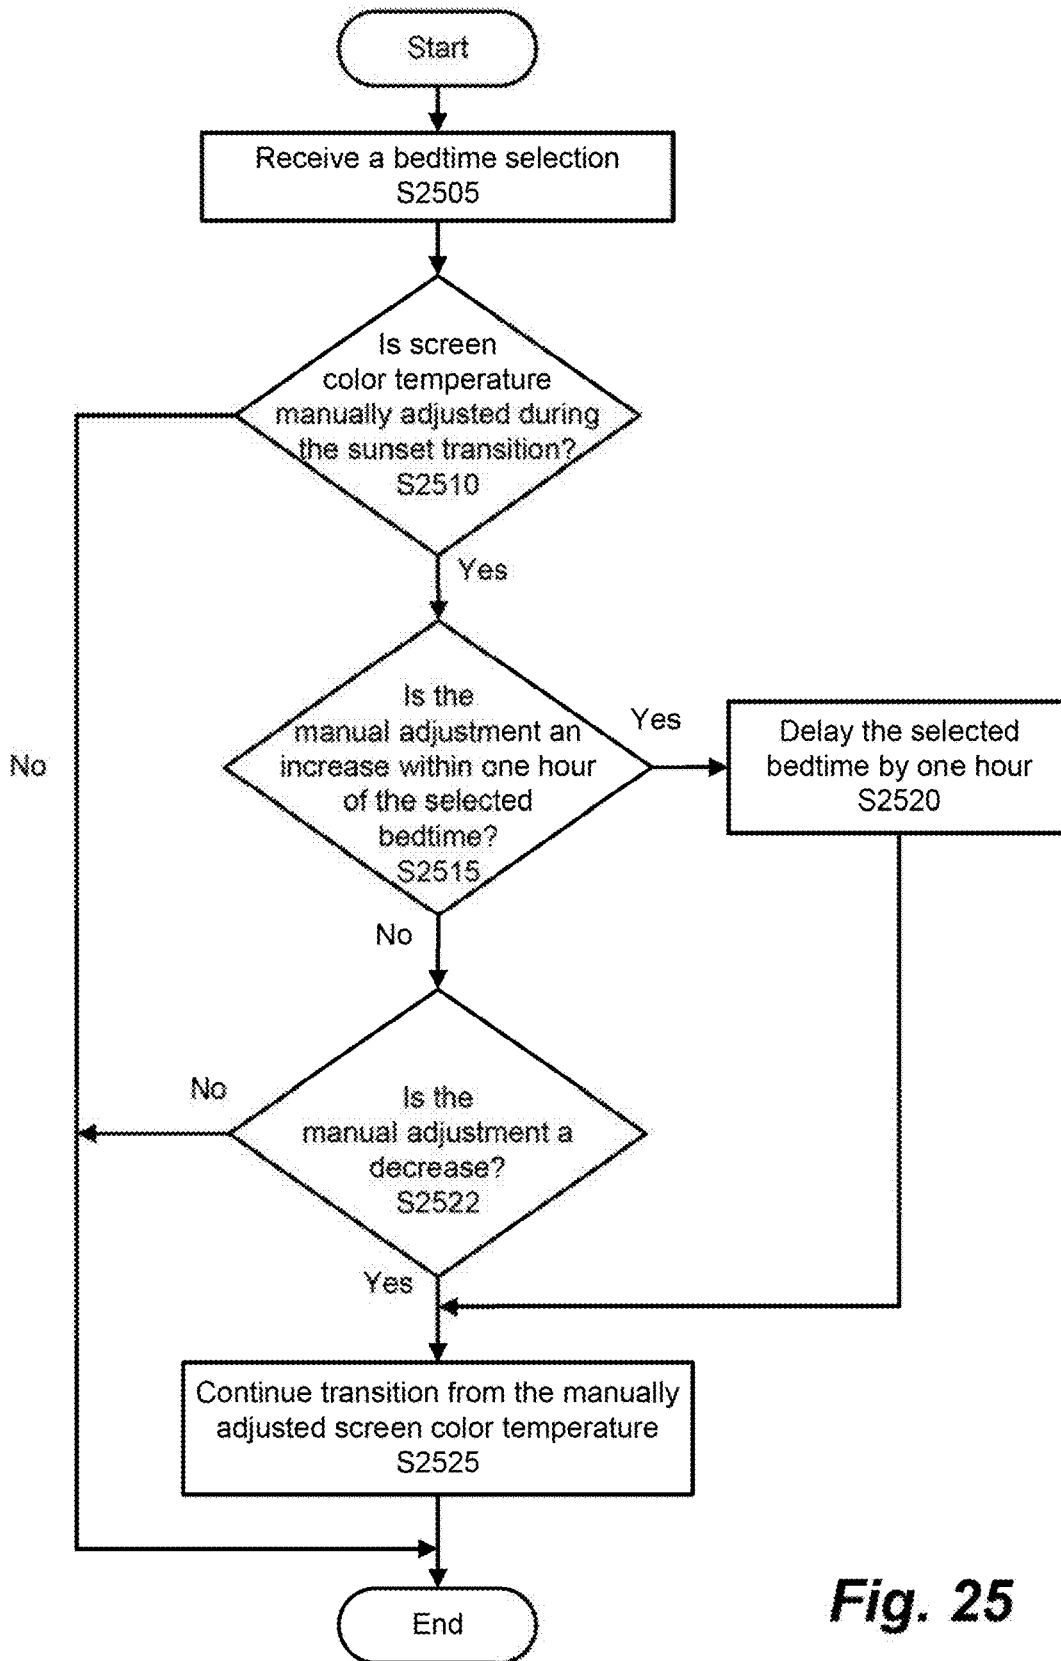 Start
Receive a bedtime selection
S2505
Is screen
color temperature
manually adjusted during
the sunset transition?
S2510
Yes
Is the
manual adjustment an
increase within one hour
of the selected
bedtime?
S2515
Yes
Delay the selected
bedtime by one hour
S2520
No
No
No
Is the
manual adjustment a
decrease?
S2522
Yes
Continue transition from the manually
adjusted screen color temperature
S2525
End
Fig. 25